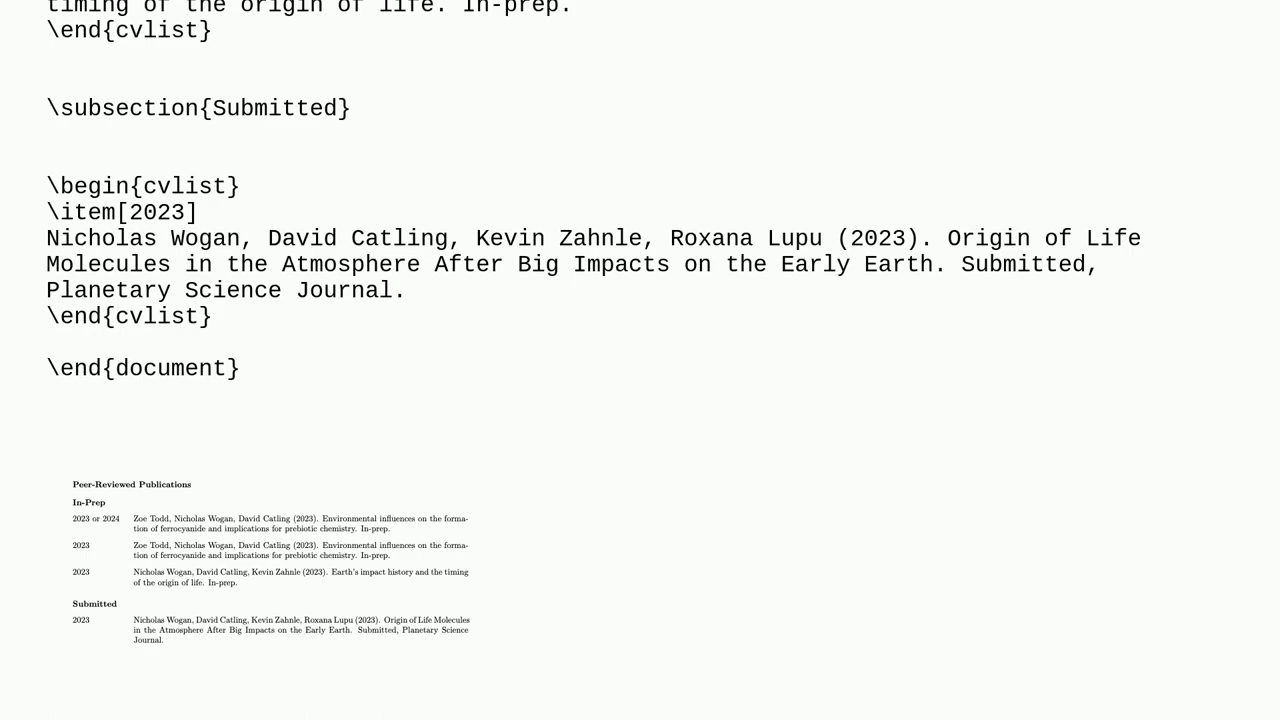 timing of the origin of life. In-prep.
\end{cvlist}
\subsection{Submitted}
\begin{cvlist}
\item[2023]
Nicholas Wogan, David Catling, Kevin Zahnle, Roxana Lupu (2023). Origin of Life
Molecules in the Atmosphere After Big Impacts on the Early Earth. Submitted,
Planetary Science Journal.
\end{cvlist}
\end{document}
Peer-Reviewed Publications
In-Prep
2023 or 2024 Zoe Todd, Nicholas Wogan, David Catling (2023). Environmental influences on the forma-
tion of ferrocyanide and implications for prebiotic chemistry. In-prep.
2023 Zoe Todd, Nicholas Wogan, David Catling (2023). Environmental influences on the forma-
tion of ferrocyanide and implications for prebiotic chemistry. In-prep.
2023 Nicholas Wogan, David Catling, Kevin Zahnle (2023). Earth's impact history and the timing
of the origin of life. In-prep.
Submitted
2023 Nicholas Wogan, David Catling, Kevin Zahnle, Roxana Lupu (2023). Origin of Life Molecules
in the Atmosphere After Big Impacts on the Early Earth. Submitted, Planetary Science
Journal.